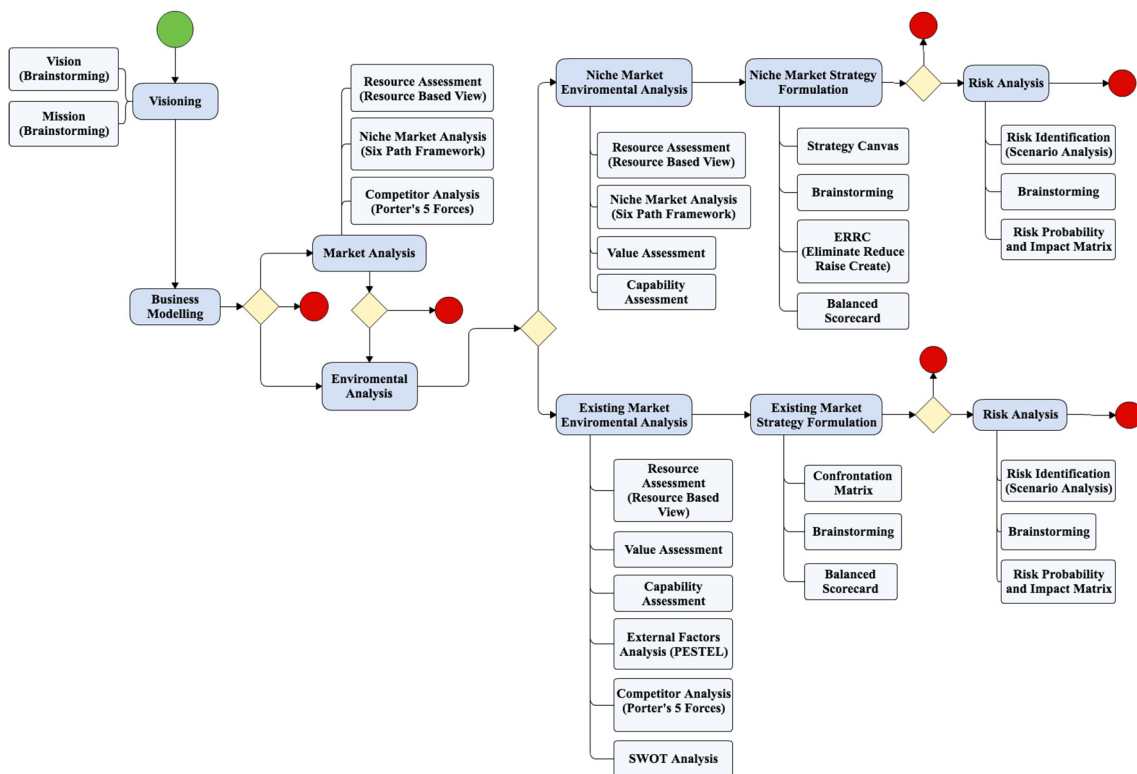 Vision
(Brainstorming)
Mission
(Brainstorming)
Visioning
Business
Modelling
Resource Assessment
(Resource Based View)
Niche Market Analysis
(Six Path Framework)
Competitor Analysis
(Porter's 5 Forces)
Market Analysis
Enviromental
Analysis
Niche Market
Enviromental Analysis
Resource Assessment
(Resource Based View)
Niche Market Analysis
(Six Path Framework)
Value Assessment
Capability
Assessment
Niche Market Strategy
Formulation
Strategy Canvas
Brainstorming
ERRC
(Eliminate Reduce
Raise Create)
Balanced
Scorecard
Risk Analysis
Risk Identification
(Scenario Analysis)
Brainstorming
Risk Probability
and Impact Matrix
Existing Market
Enviromental Analysis
Resource
Assessment
(Resource Based
View)
Value Assessment
Capability
Assessment
External Factors
Analysis (PESTEL)
Competitor Analysis
(Porter's 5 Forces)
SWOT Analysis
Existing Market
Strategy Formulation
Confrontation
Matrix
Brainstorming
Balanced
Scorecard
Risk Analysis
Risk Identification
(Scenario Analysis)
Brainstorming
Risk Probability
and Impact Matrix